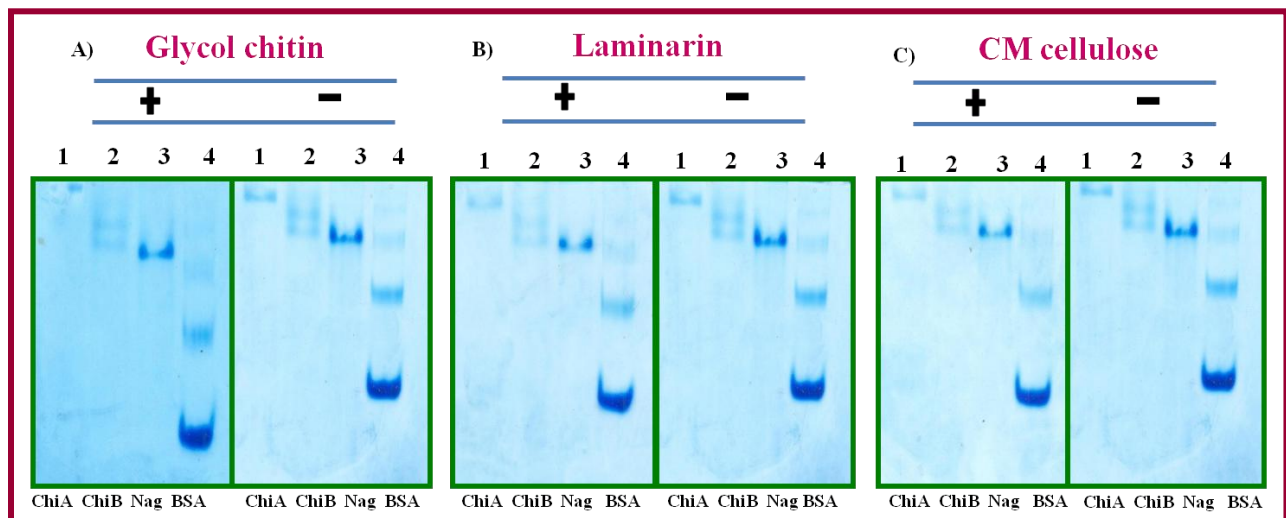 A) Glycol chitin
+ −
1 2 3 4 1 2 3 4
ChiA ChiB Nag BSA ChiA ChiB Nag BSA
B) Laminarin
+ −
1 2 3 4 1 2 3 4
ChiA ChiB Nag BSA ChiA ChiB Nag BSA
C) CM cellulose
+ −
1 2 3 4 1 2 3 4
ChiA ChiB Nag BSA ChiA ChiB Nag BSA